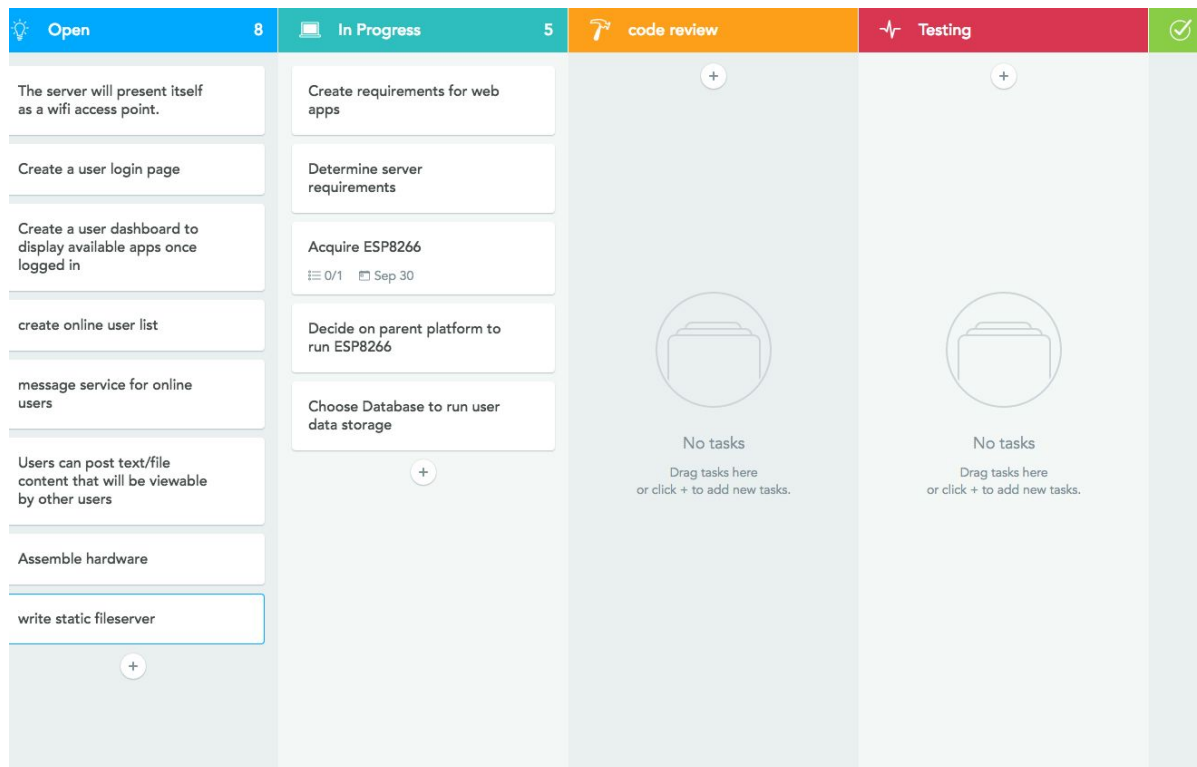 Open 8
The server will present itself
as a wifi access point.
Create a user login page
Create a user dashboard to
display available apps once
logged in
create online user list
message service for online
users
Users can post text/file
content that will be viewable
by other users
Assemble hardware
write static fileserver
+
In Progress 5
Create requirements for web
apps
Determine server
requirements
Acquire ESP8266
0/1 Sep 30
Decide on parent platform to
run ESP8266
Choose Database to run user
data storage
+
code review
+
No tasks
Drag tasks here
or click + to add new tasks.
Testing
+
No tasks
Drag tasks here
or click + to add new tasks.